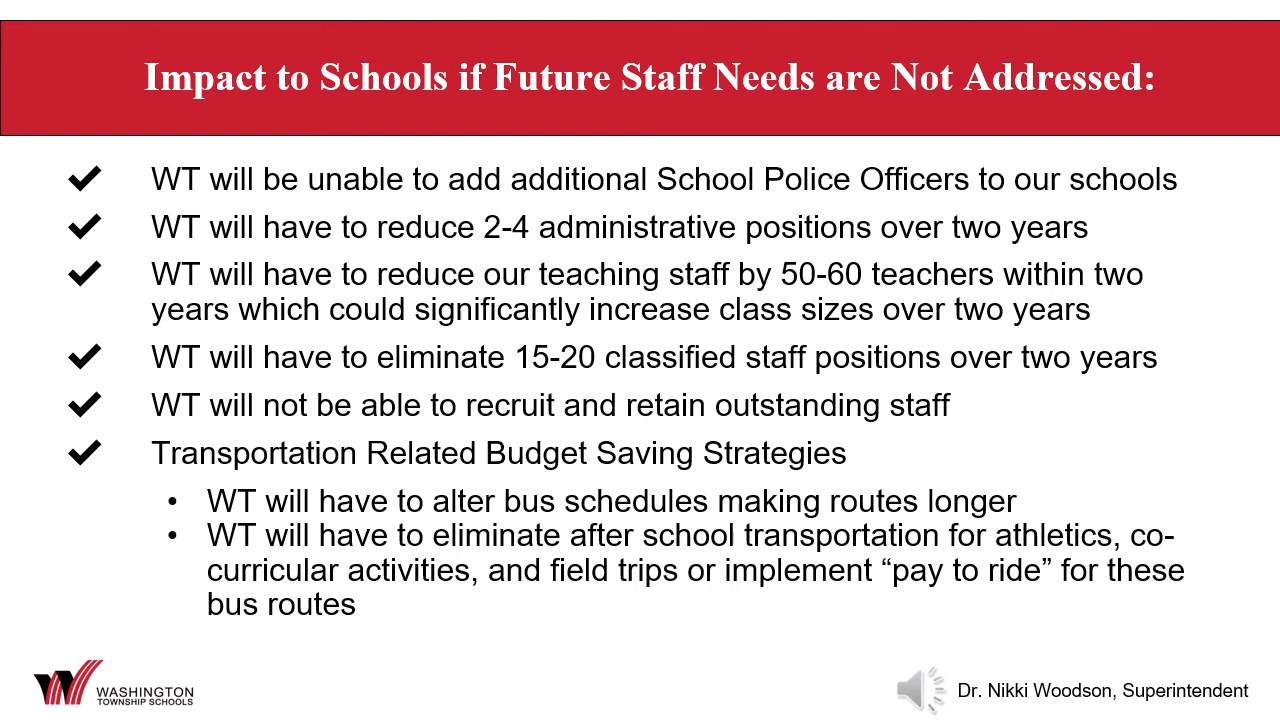 Impact to Schools if Future Staff Needs are Not Addressed:
WT will be unable to add additional School Police Officers to our schools
WT will have to reduce 2-4 administrative positions over two years
WT will have to reduce our teaching staff by 50-60 teachers within two
years which could significantly increase class sizes over two years
WT will have to eliminate 15-20 classified staff positions over two years
WT will not be able to recruit and retain outstanding staff
Transportation Related Budget Saving Strategies
• WT will have to alter bus schedules making routes longer
• WT will have to eliminate after school transportation for athletics, co-
curricular activities, and field trips or implement “pay to ride” for these
bus routes
WASHINGTON
TOWNSHIP SCHOOLS
Dr. Nikki Woodson, Superintendent